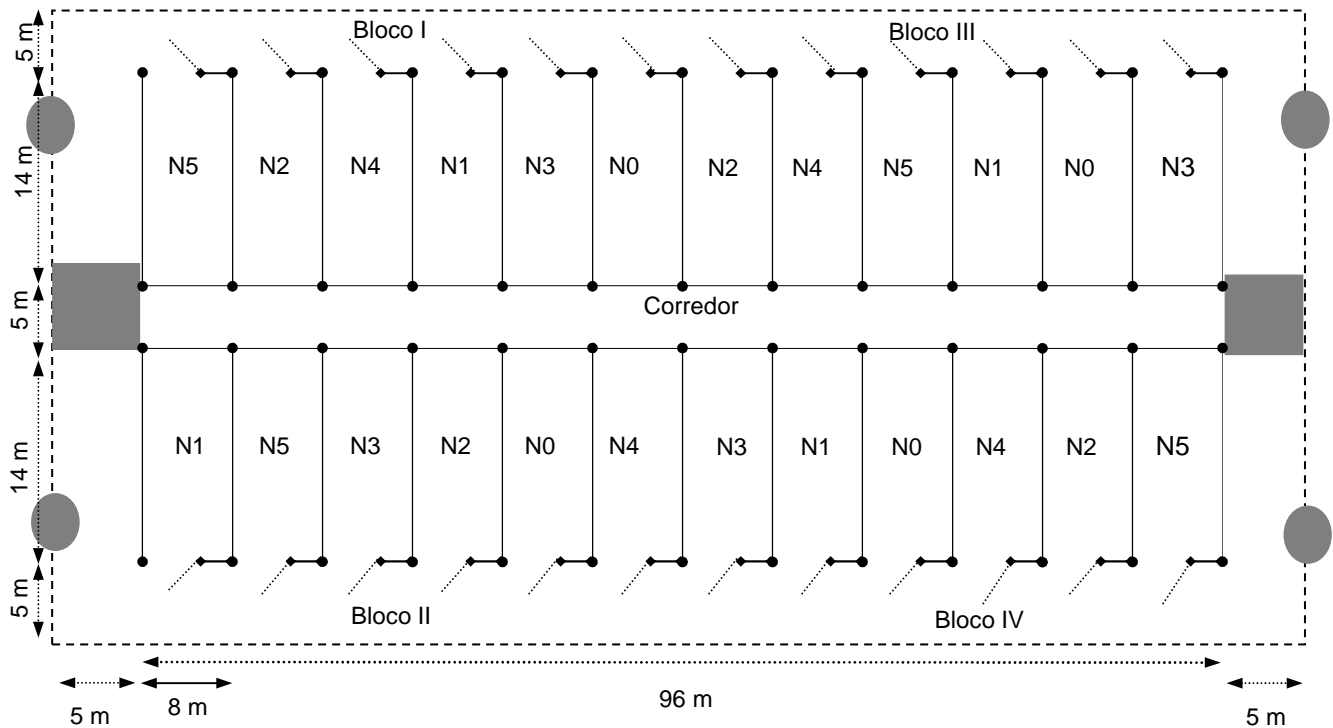 Bloco I
Bloco III
5 m
14 m
N5 N2 N4 N1 N3 N0 N2 N4 N5 N1 N0 N3
5 m
Corredor
14 m
N1 N5 N3 N2 N0 N4 N3 N1 N0 N4 N2 N5
5 m
Bloco II
Bloco IV
5 m
8 m
96 m
5 m